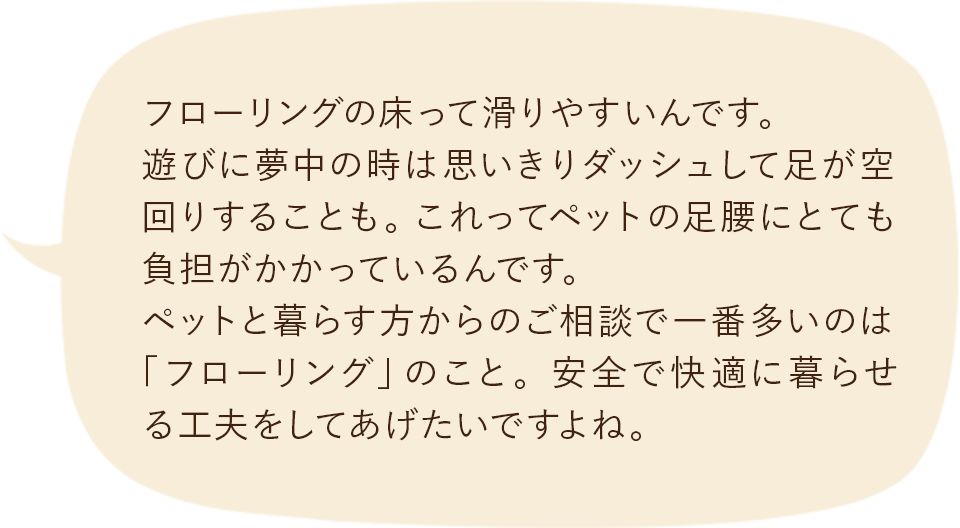 フローリングの床って滑りやすいんです。
遊びに夢中の時は思いきりダッシュして足が空
回りすることも。これってペットの足腰にとても
負担がかかっているんです。
ペットと暮らす方からのご相談で一番多いのは
「フローリング」のこと。安全で快適に暮らせ
る工夫をしてあげたいですよね。